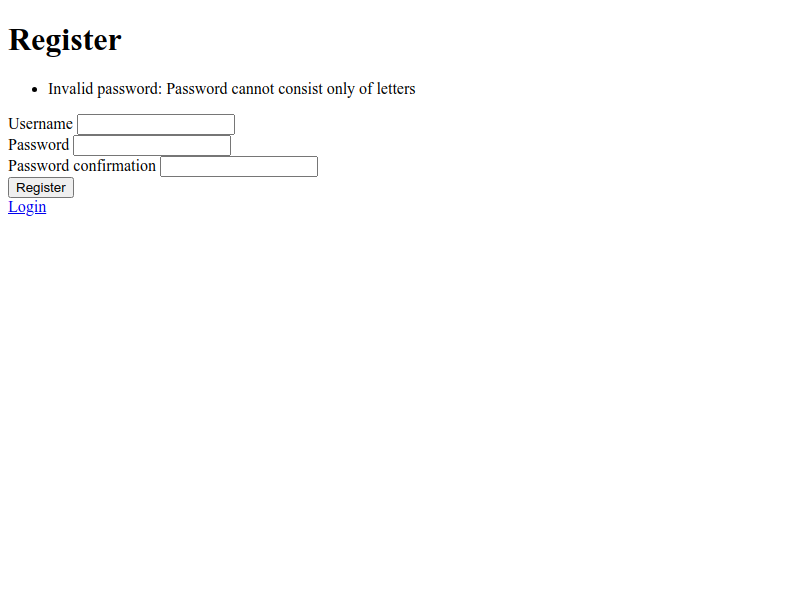 Register
Invalid password: Password cannot consist only of letters
Username
Password
Password confirmation
Register
Login